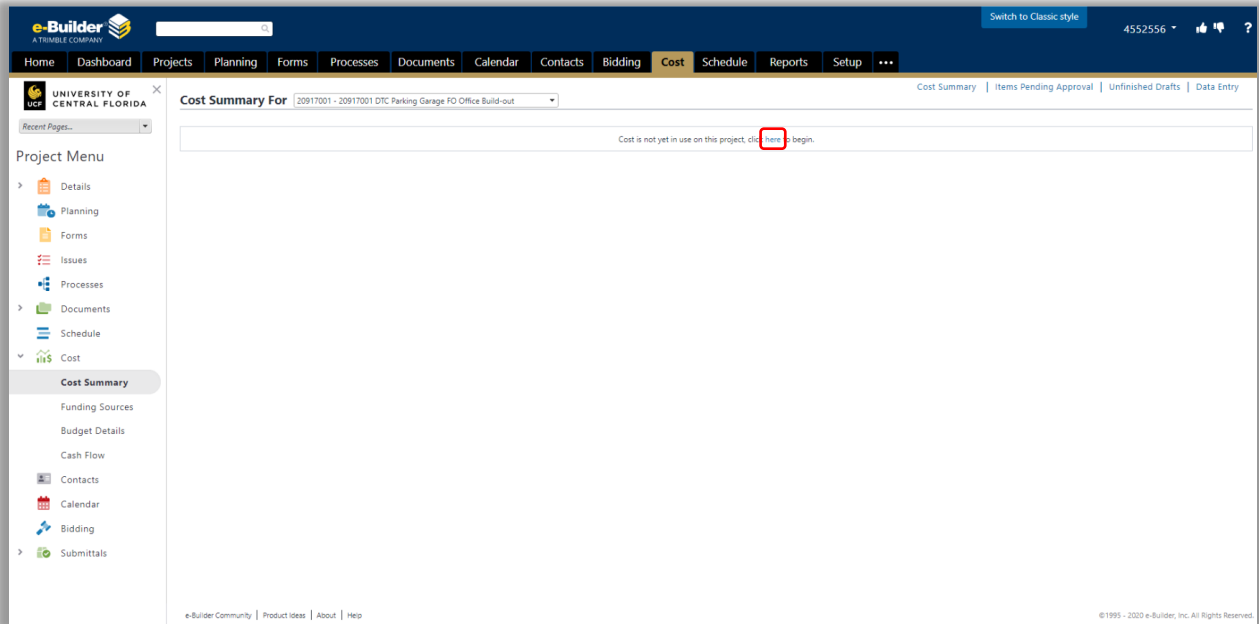 Switch to Classic style
e-Builder
A TRIMBLE COMPANY
4552556
?
Home Dashboard Projects Planning Forms Processes Documents Calendar Contacts Bidding Cost Schedule Reports Setup •••
UCF UNIVERSITY OF CENTRAL FLORIDA
Cost Summary | Items Pending Approval | Unfinished Drafts | Data Entry
Cost Summary For 20917001 - 20917001 DTC Parking Garage FO Office Build-out
Recent Pages...
Cost is not yet in use on this project, click here to begin.
Project Menu
Details
Planning
Forms
Issues
Processes
Documents
Schedule
Cost
Cost Summary
Funding Sources
Budget Details
Cash Flow
Contacts
Calendar
Bidding
Submittals
e-Builder Community | Product Ideas | About | Help
©1995 - 2020 e-Builder, Inc. All Rights Reserved.